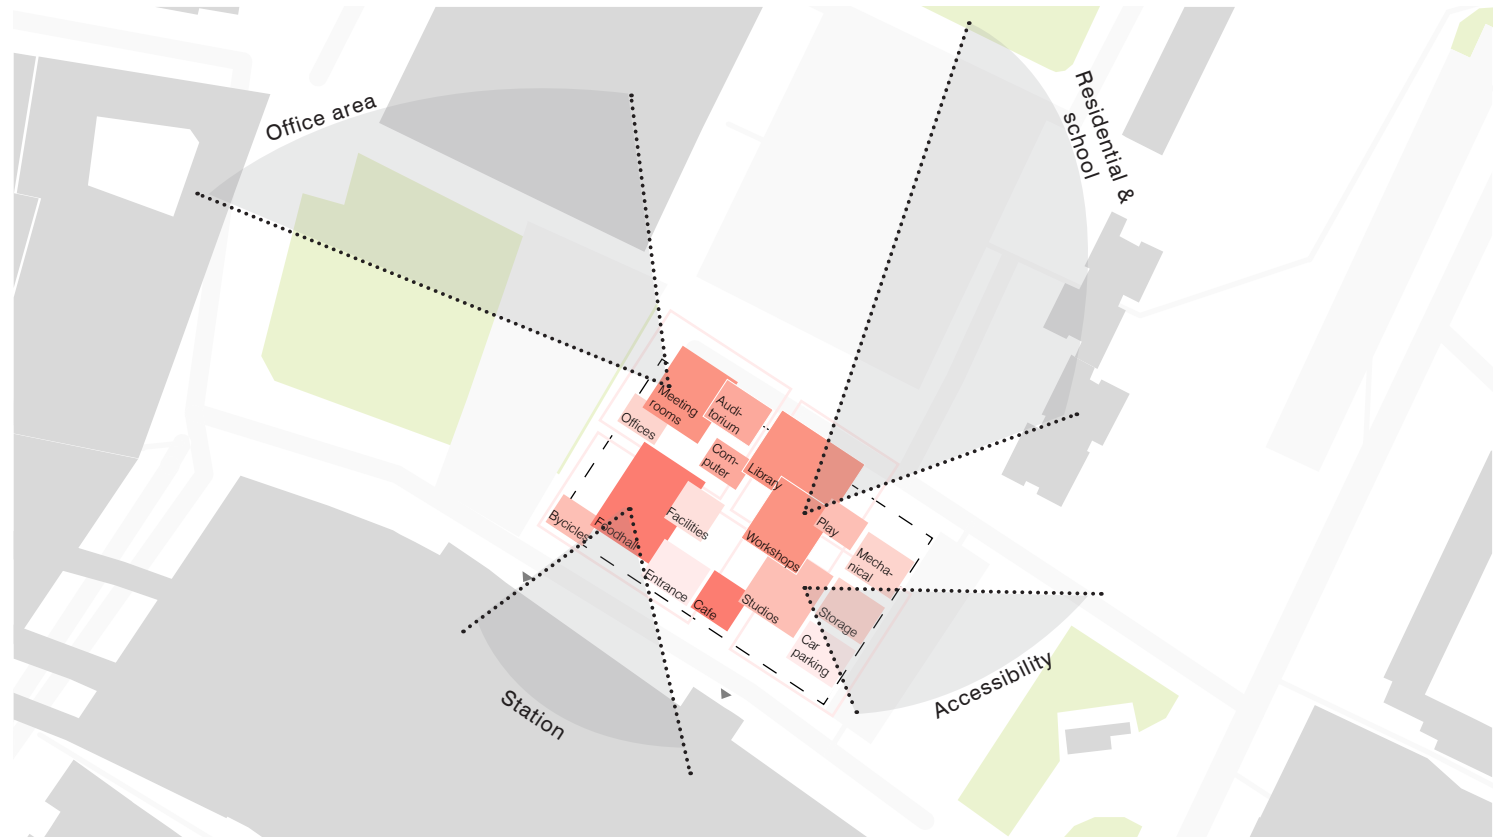 Office area
Residential &
school
Meeting
rooms
Audi-
torium
Offices
Com-
puter
Library
Bycicles
Foodhall
Facilities
Play
Workshops
Mecha-
nical
Entrance
Cafe
Studios
Storage
Car
parking
Station
Accessibility